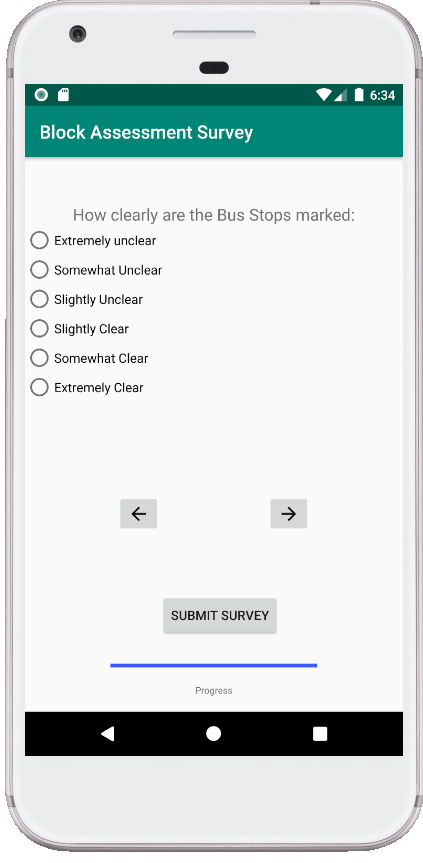 6:34
Block Assessment Survey
How clearly are the Bus Stops marked:
Extremely unclear
Somewhat Unclear
Slightly Unclear
Slightly Clear
Somewhat Clear
Extremely Clear
SUBMIT SURVEY
Progress